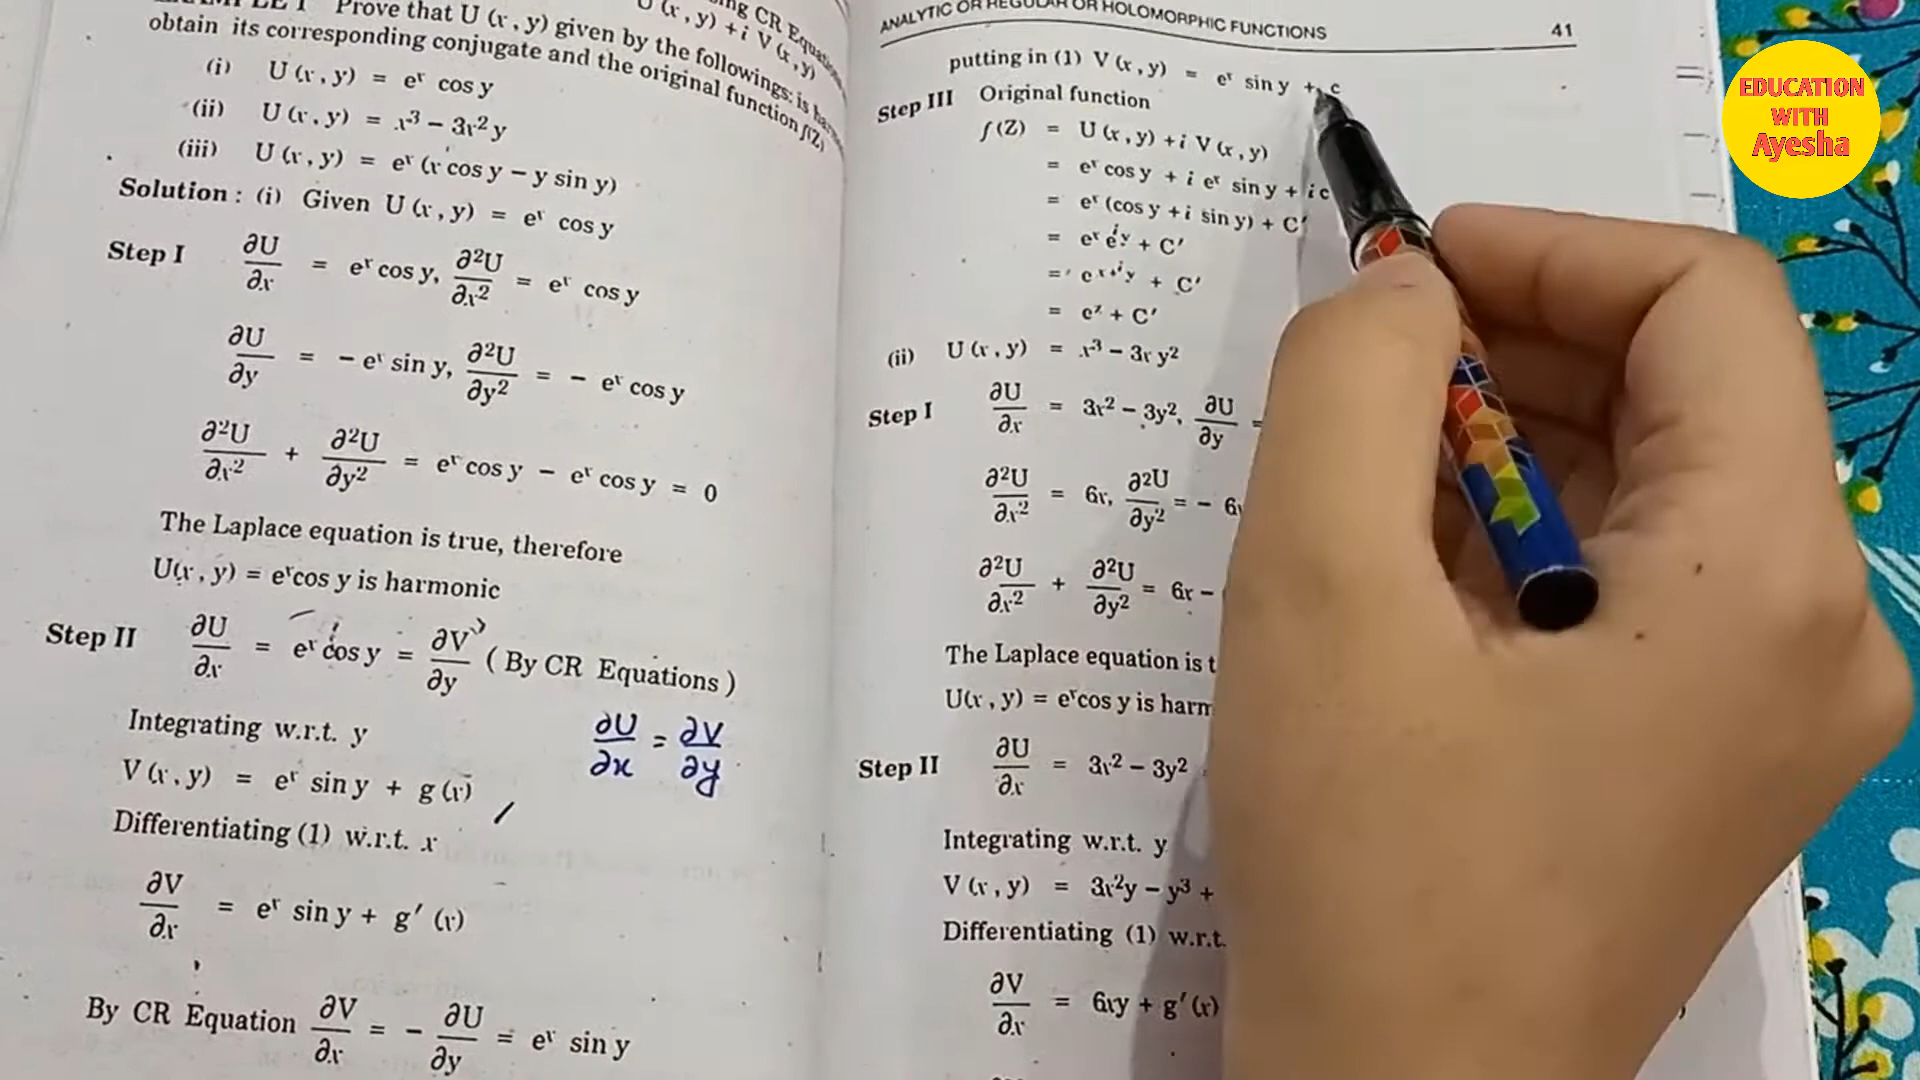 Prove that U (x , y) given by the followings: is
obtain its corresponding conjugate and the original function f(Z)
U (x , y) + i V (x , y)
(i) U (x , y) = eˣ cos y
(ii) U (x , y) = x³ − 3x² y
(iii) U (x , y) = eˣ (x cos y − y sin y)
Solution : (i) Given U (x , y) = eˣ cos y
Step I ∂U/∂x = eˣ cos y, ∂²U/∂x² = eˣ cos y
∂U/∂y = − eˣ sin y, ∂²U/∂y² = − eˣ cos y
∂²U/∂x² + ∂²U/∂y² = eˣ cos y − eˣ cos y = 0
The Laplace equation is true, therefore
U(x , y) = eˣcos y is harmonic
Step II ∂U/∂x = eˣ cos y = ∂V/∂y ( By CR Equations )
Integrating w.r.t. y
∂U/∂x = ∂V/∂y
V (x , y) = eˣ sin y + g (x)
Differentiating (1) w.r.t. x
∂V/∂x = eˣ sin y + g′ (x)
By CR Equation ∂V/∂x = − ∂U/∂y = eˣ sin y
ANALYTIC OR REGULAR OR HOLOMORPHIC FUNCTIONS 41
putting in (1) V (x , y) = eˣ sin y + c
Step III Original function
f (Z) = U (x , y) + i V (x , y)
= eˣ cos y + i eˣ sin y + i c
= eˣ (cos y + i sin y) + C′
= eˣ eⁱʸ + C′
= eˣ⁺ⁱʸ + C′
= eᶻ + C′
(ii) U (x , y) = x³ − 3x y²
Step I ∂U/∂x = 3x² − 3y², ∂U/∂y =
∂²U/∂x² = 6x, ∂²U/∂y² = − 6
∂²U/∂x² + ∂²U/∂y² = 6x −
The Laplace equation is
U(x , y) = eˣcos y is
Step II ∂U/∂x = 3x² − 3y²
Integrating w.r.t. y
V (x , y) = 3x²y − y³ +
Differentiating (1) w.r.t.
∂V/∂x = 6xy + g′ (x)
EDUCATION
WITH
Ayesha